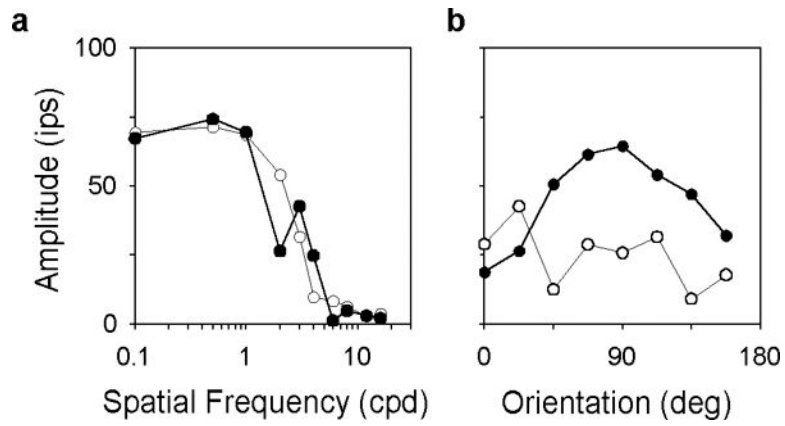 a
b
100
50
0
Amplitude (ips)
0.1 1 10
0 90 180
Spatial Frequency (cpd)
Orientation (deg)